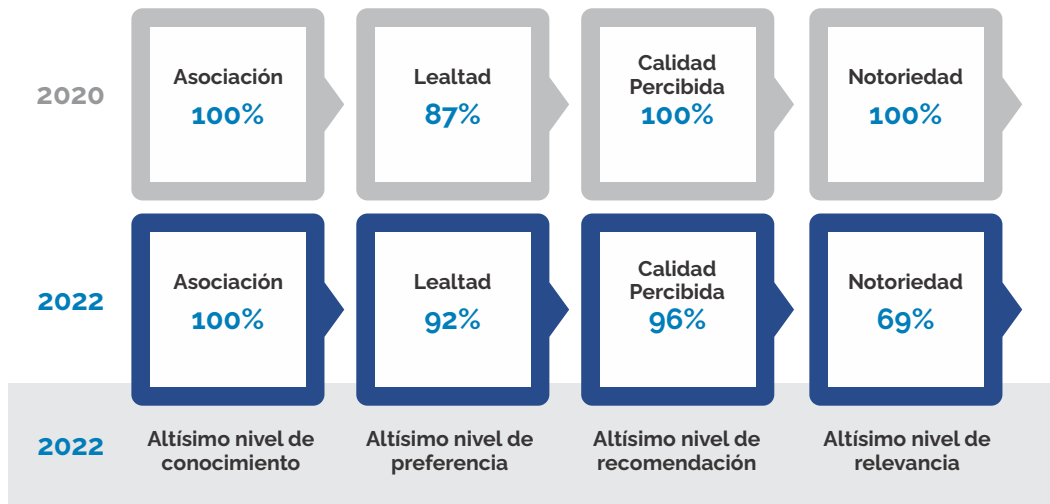 2020
Asociación
100%
Lealtad
87%
Calidad
Percibida
100%
Notoriedad
100%
2022
Asociación
100%
Lealtad
92%
Calidad
Percibida
96%
Notoriedad
69%
2022
Altísimo nivel de
conocimiento
Altísimo nivel de
preferencia
Altísimo nivel de
recomendación
Altísimo nivel de
relevancia